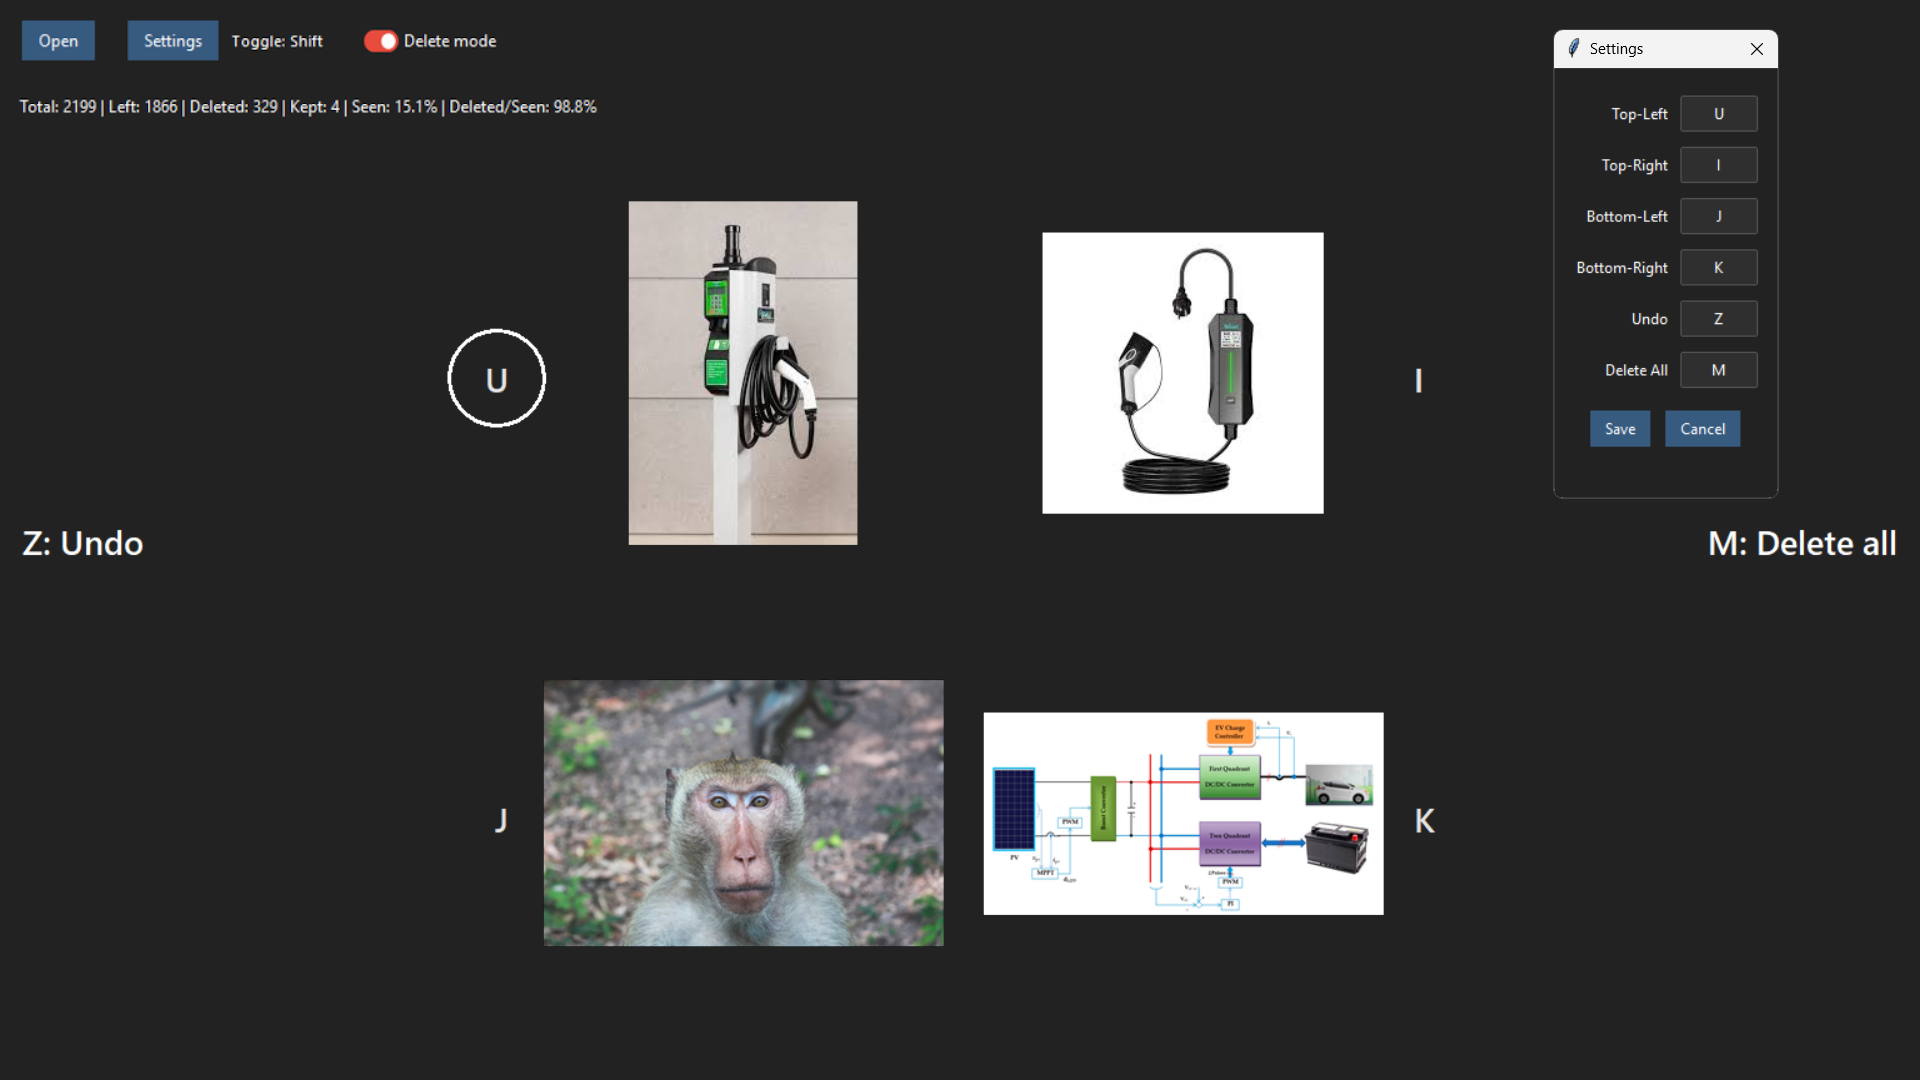 Open
Settings
Toggle: Shift
Delete mode
Total: 2199 | Left: 1866 | Deleted: 329 | Kept: 4 | Seen: 15.1% | Deleted/Seen: 98.8%
Settings
Top-Left U
Top-Right I
Bottom-Left J
Bottom-Right K
Undo Z
Delete All M
Save Cancel
U
I
Z: Undo
M: Delete all
J
K
EV Charge
Controller
First Quadrant
DC/DC Converter
Boost Converter
PWM
PV
MPPT
Two Quadrant
DC/DC Converter
PWM
PI